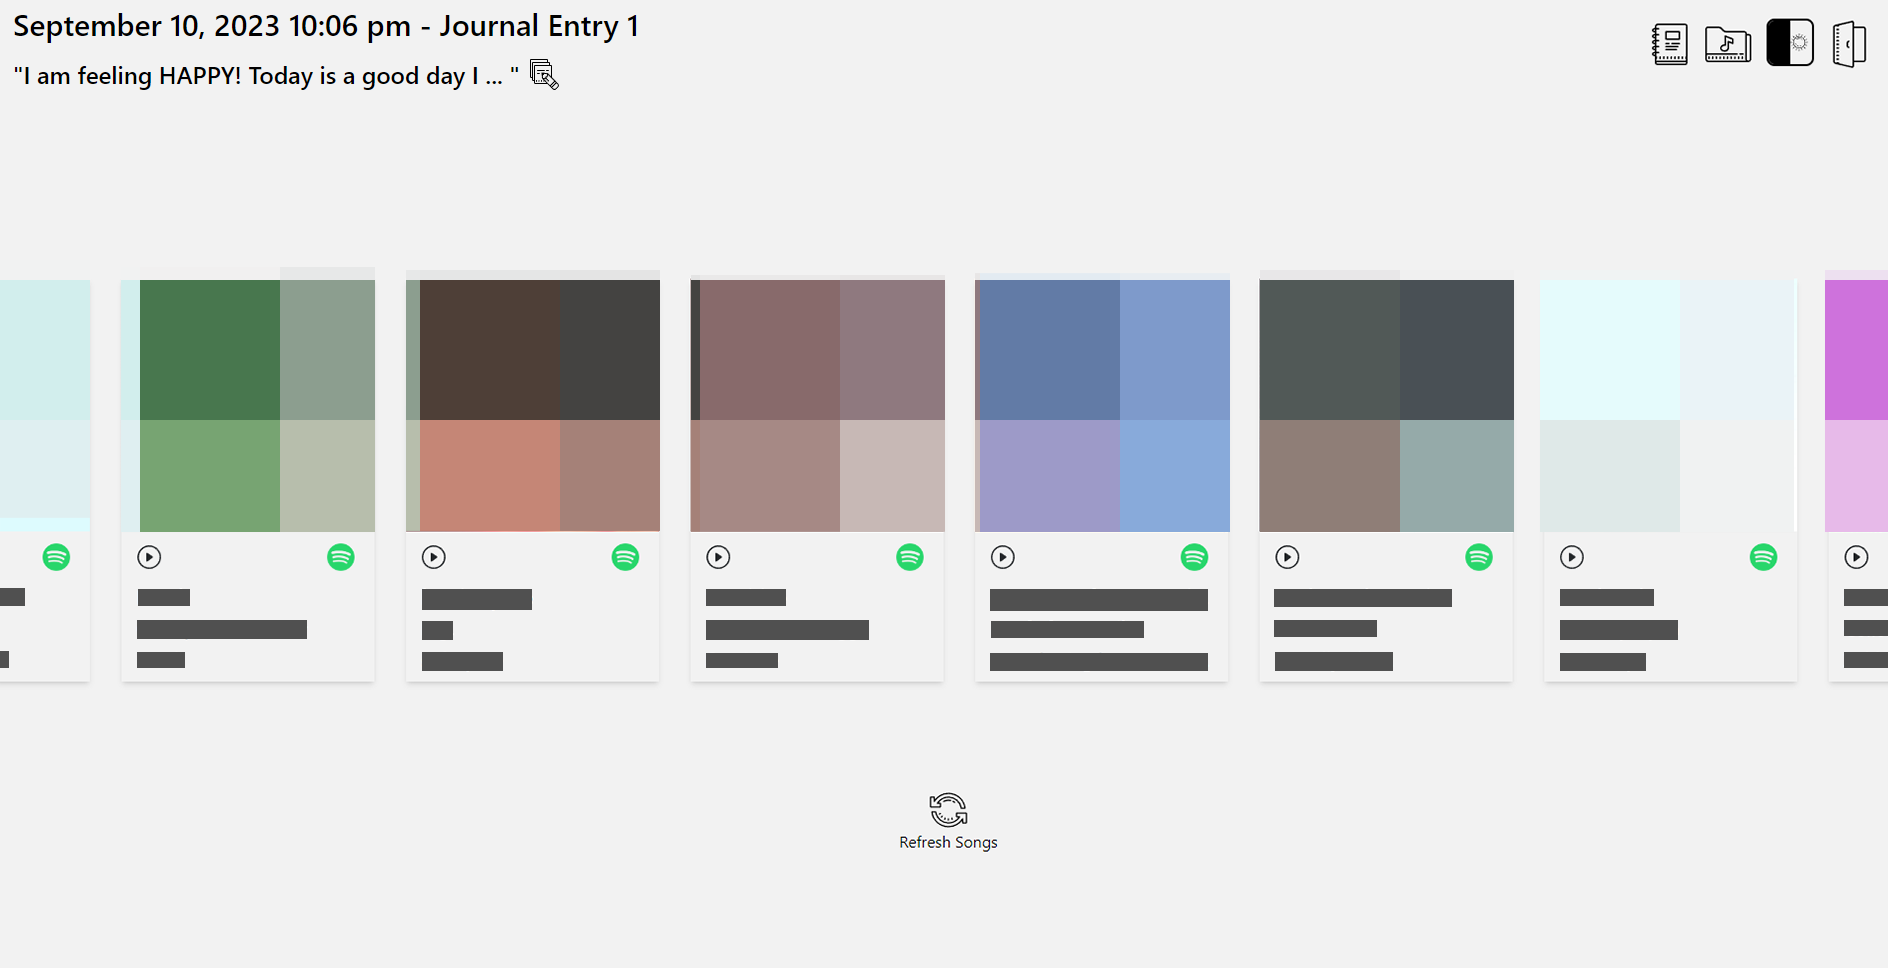 September 10, 2023 10:06 pm - Journal Entry 1
"I am feeling HAPPY! Today is a good day I ... "
Refresh Songs